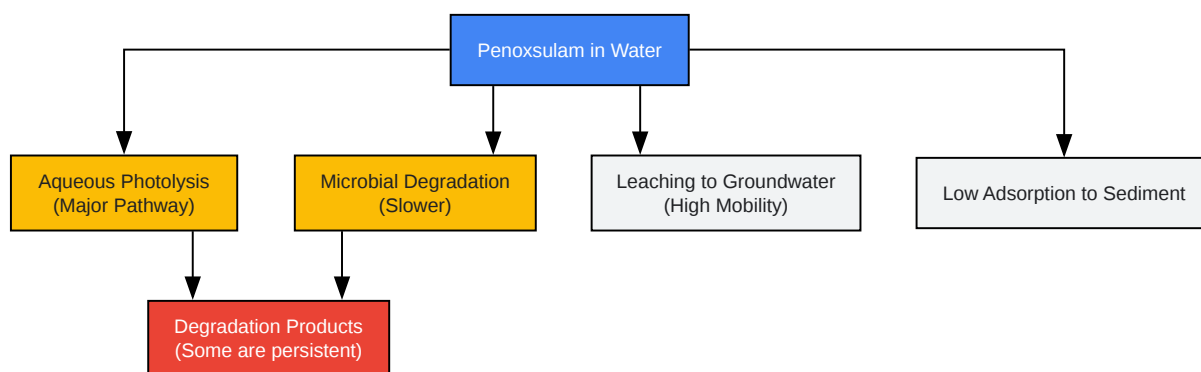 Penoxsulam in Water
Aqueous Photolysis
(Major Pathway)
Microbial Degradation
(Slower)
Leaching to Groundwater
(High Mobility)
Low Adsorption to Sediment
Degradation Products
(Some are persistent)